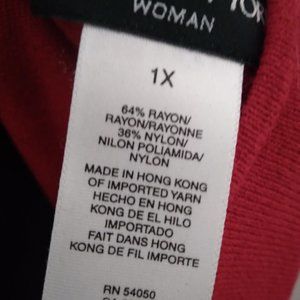 WOMAN
1X
64% RAYON/
RAYON/RAYONNE
36% NYLON/
NILON POLIAMIDA/
NYLON
MADE IN HONG KONG
OF IMPORTED YARN
HECHO EN HONG
KONG DE EL HILO
IMPORTADO
FAIT DANS HONG
KONG DE FIL IMPORTE
RN 54050